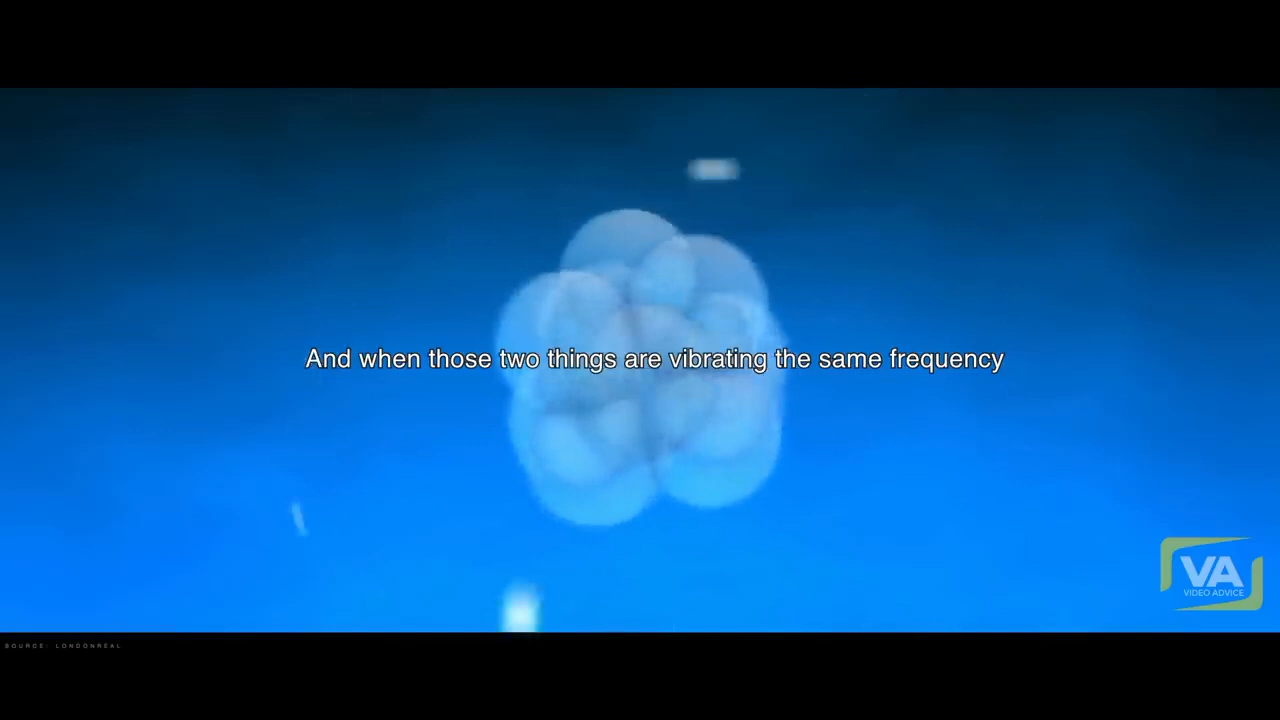 And when those two things are vibrating the same frequency
VA
VIDEO ADVICE
SOURCE: LONDONREAL